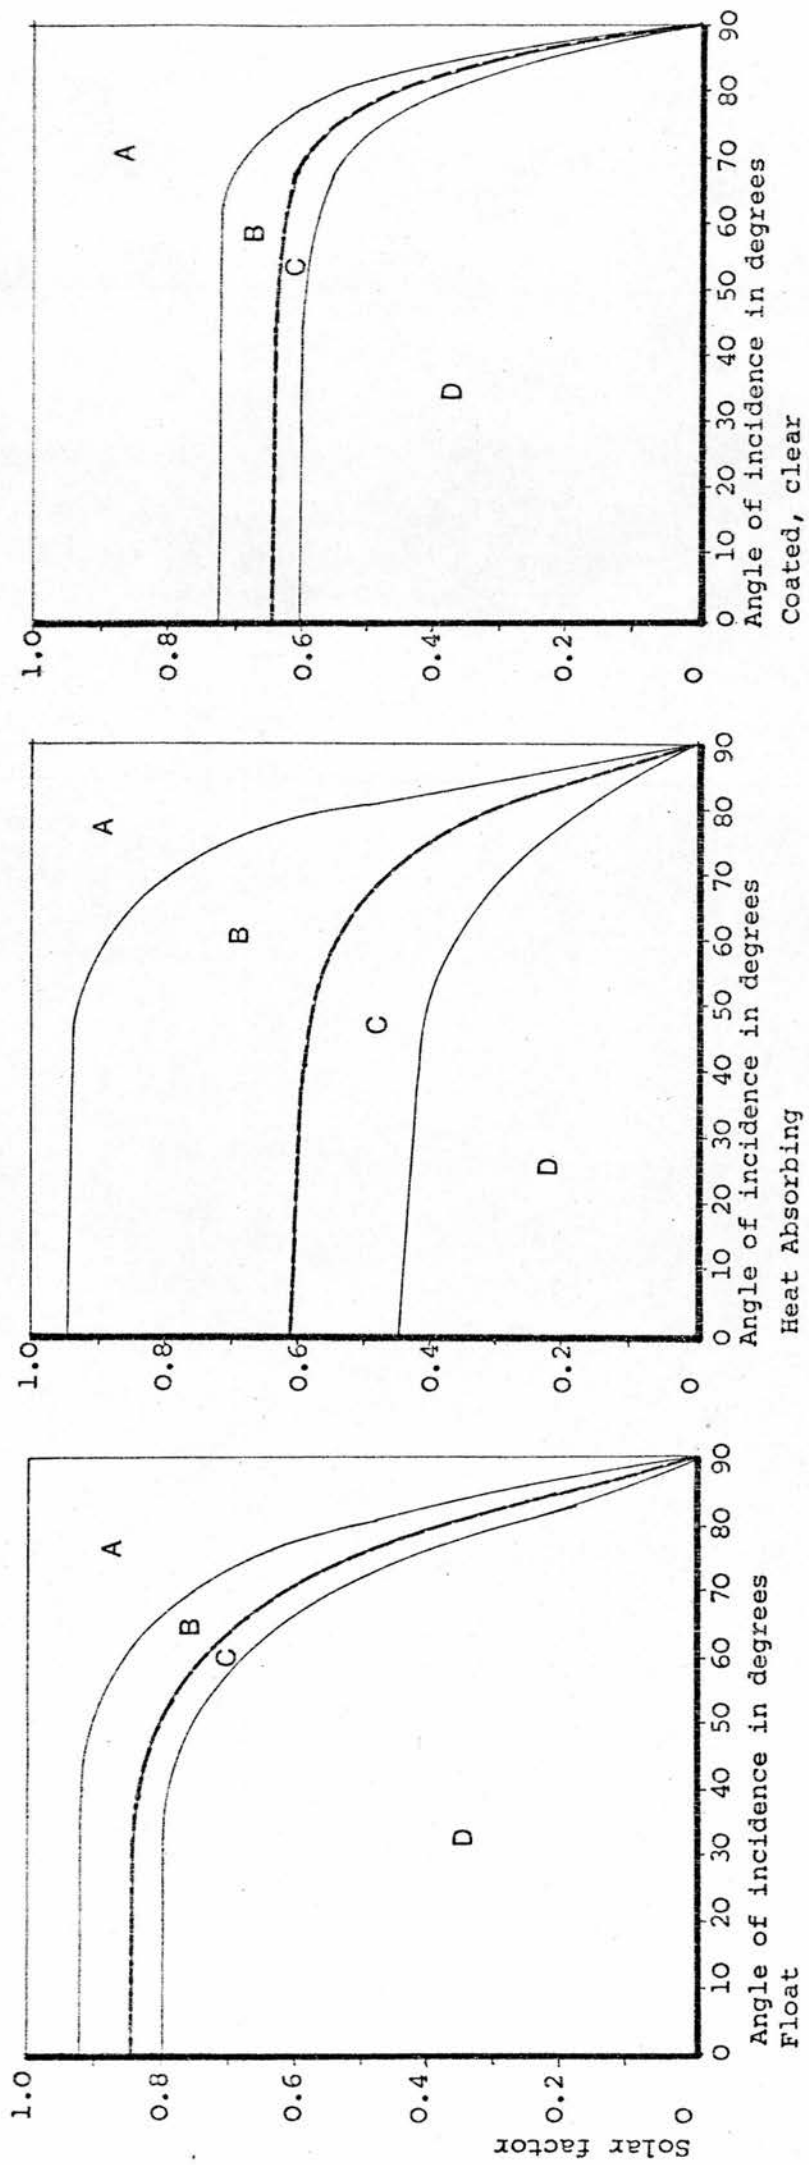 Solar factor
1.0
0.8
0.6
0.4
0.2
0
A
B
C
D
0 10 20 30 40 50 60 70 80 90
Angle of incidence in degrees
Float
1.0
0.8
0.6
0.4
0.2
0
A
B
C
D
0 10 20 30 40 50 60 70 80 90
Angle of incidence in degrees
Heat Absorbing
1.0
0.8
0.6
0.4
0.2
0
A
B
C
D
0 10 20 30 40 50 60 70 80 90
Angle of incidence in degrees
Coated, clear